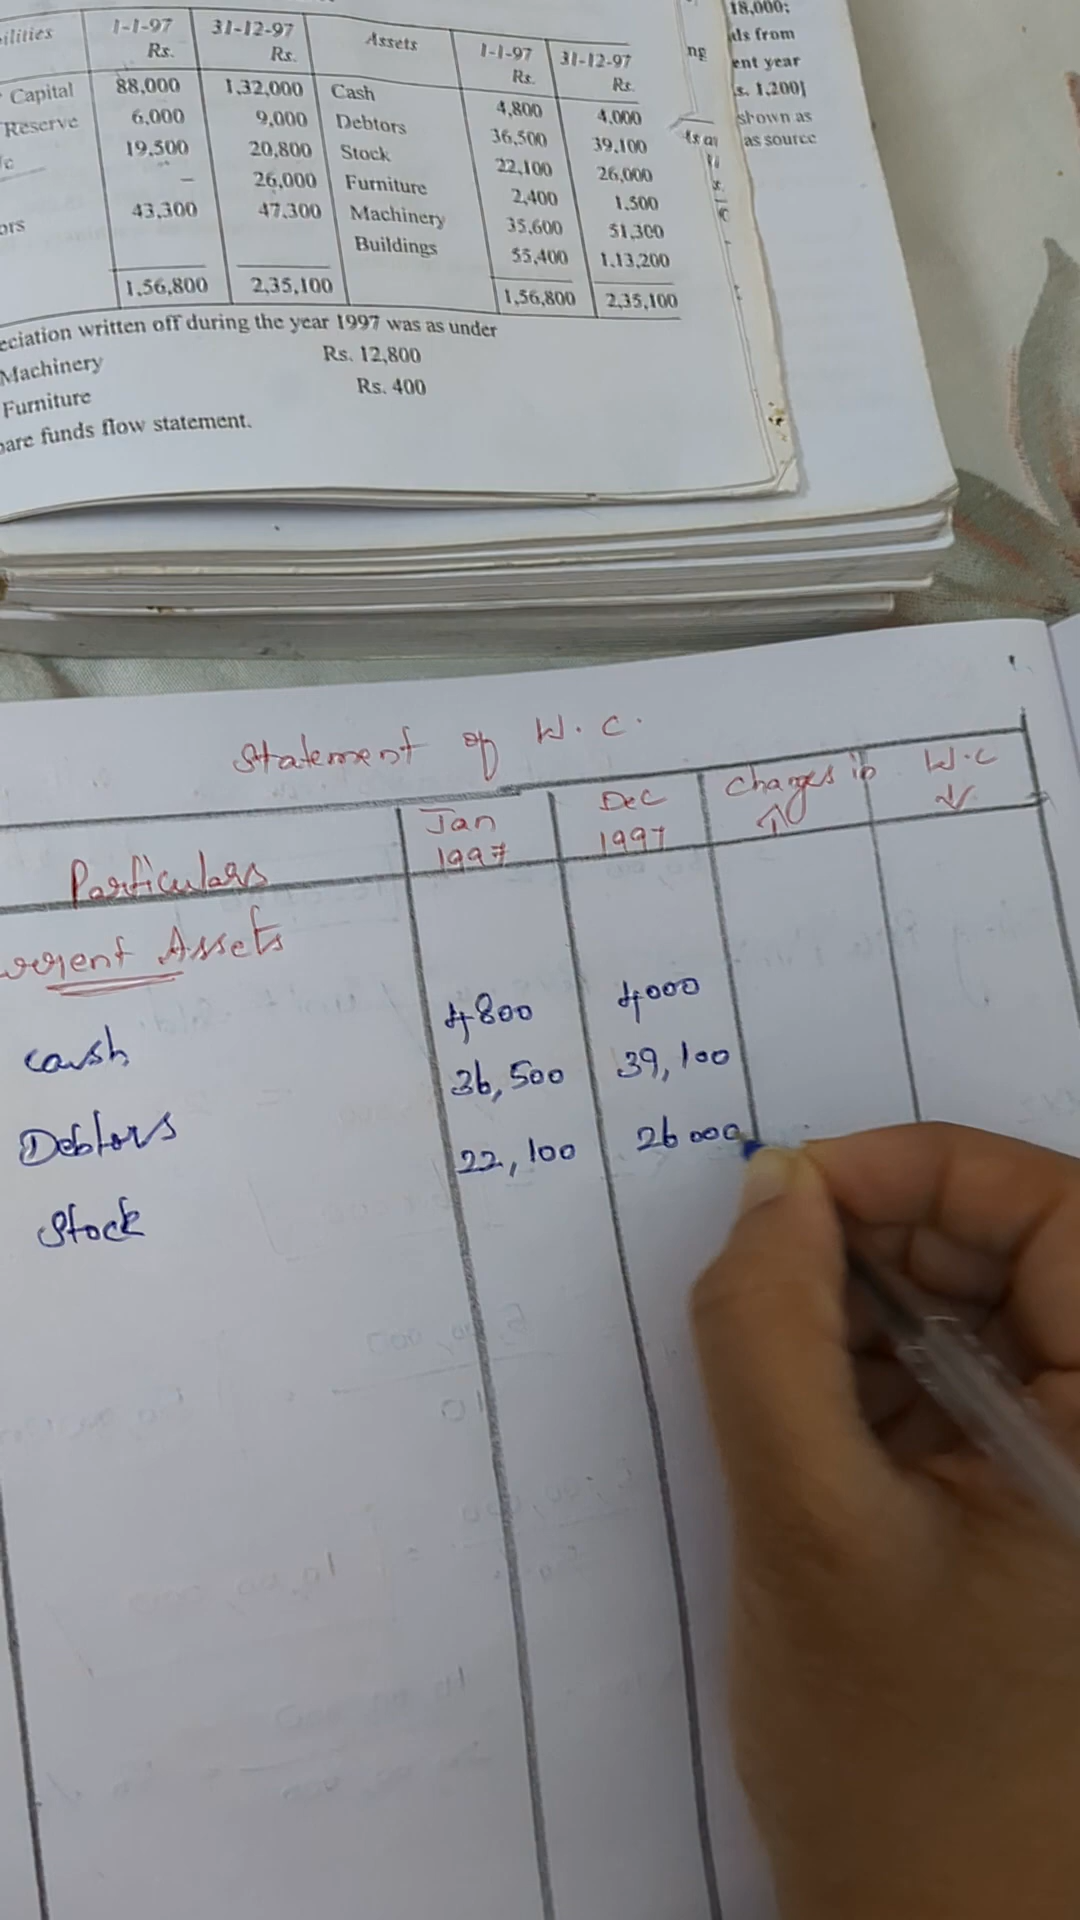 18,000;
ds from
ent year
s. 1,200]
shown as
as source
ng
ilities 1-1-97 31-12-97 Assets 1-1-97 31-12-97
Rs. Rs. Rs. Rs.
Capital 88,000 1,32,000 Cash 4,800 4,000
Reserve 6,000 9,000 Debtors 36,500 39,100
/c 19,500 20,800 Stock 22,100 26,000
– 26,000 Furniture 2,400 1,500
ors 43,300 47,300 Machinery 35,600 51,300
Buildings 55,400 1,13,200
1,56,800 2,35,100 1,56,800 2,35,100
eciation written off during the year 1997 was as under
Machinery Rs. 12,800
Furniture Rs. 400
pare funds flow statement.
Statement of W.C.
Particulars Jan 1997 Dec 1997 Changes in W.C
↑ ↓
urrent Assets
Cash 4800 4000
Debtors 36,500 39,100
Stock 22,100 26000